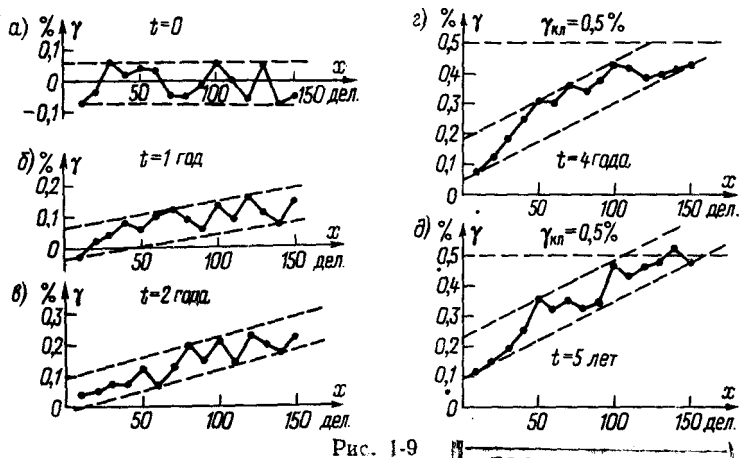 а) % γ t=0
0,1
0
-0,1
50 100 150 дел.
x
б) % γ t=1 год
0,2
0,1
0
50 100 150 дел.
x
в) % γ t=2 года
0,3
0,2
0,1
0
50 100 150 дел.
x
г) % γ γкл=0,5%
0,5
0,4
0,3
0,2
0,1
t=4 года
50 100 150 дел.
x
д) % γ γкл=0,5%
0,5
0,4
0,3
0,2
0,1
t=5 лет
50 100 150 дел.
x
Рис. 1-9